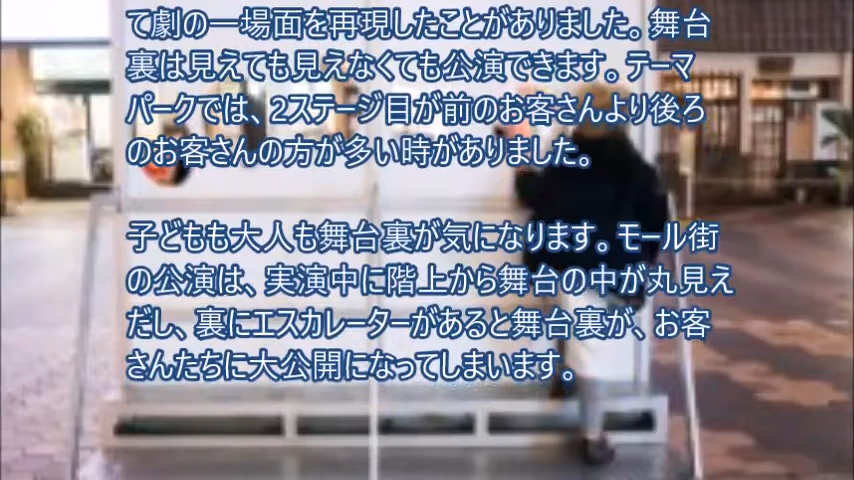 て劇の一場面を再現したことがありました。舞台
裏は見えても見えなくても公演できます。テーマ
パークでは、2ステージ目が前のお客さんより後ろ
のお客さんの方が多い時がありました。
子どもも大人も舞台裏が気になります。モール街
の公演は、実演中に階上から舞台の中が丸見え
だし、裏にエスカレーターがあると舞台裏が、お客
さんたちに大公開になってしまいます。